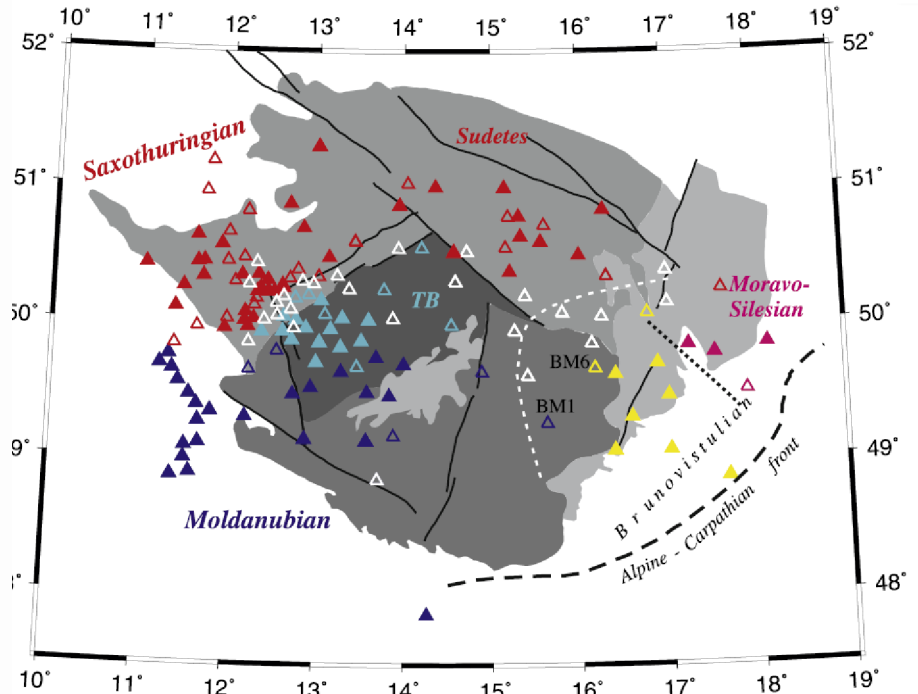 10° 11° 12° 13° 14° 15° 16° 17° 18° 19°
52° 52°
Saxothuringian
Sudetes
51° 51°
TB
Moravo-
Silesian
50° 50°
BM6
BM1
Brunovistulian
49° 49°
Moldanubian
Alpine - Carpathian front
8° 48°
10° 11° 12° 13° 14° 15° 16° 17° 18° 19°